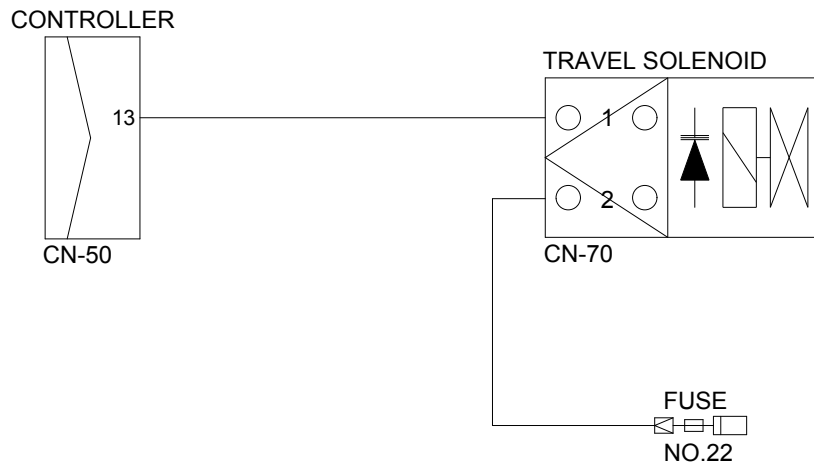 CONTROLLER
TRAVEL SOLENOID
13
1
2
CN-50
CN-70
FUSE
NO.22